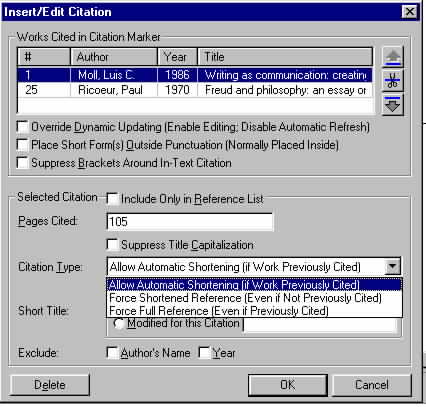 Insert/Edit Citation
Works Cited in Citation Marker
# Author Year Title
1 Moll, Luis C. 1986 Writing as communication: creating
25 Ricoeur, Paul 1970 Freud and philosophy: an essay on
Override Dynamic Updating (Enable Editing; Disable Automatic Refresh)
Place Short Form(s) Outside Punctuation (Normally Placed Inside)
Suppress Brackets Around In-Text Citation
Selected Citation Include Only in Reference List
Pages Cited: 105
Suppress Title Capitalization
Citation Type: Allow Automatic Shortening (if Work Previously Cited)
Allow Automatic Shortening (if Work Previously Cited)
Force Shortened Reference (Even if Not Previously Cited)
Short Title: Force Full Reference (Even if Previously Cited)
Modified for this Citation
Exclude: Author's Name Year
Delete OK Cancel